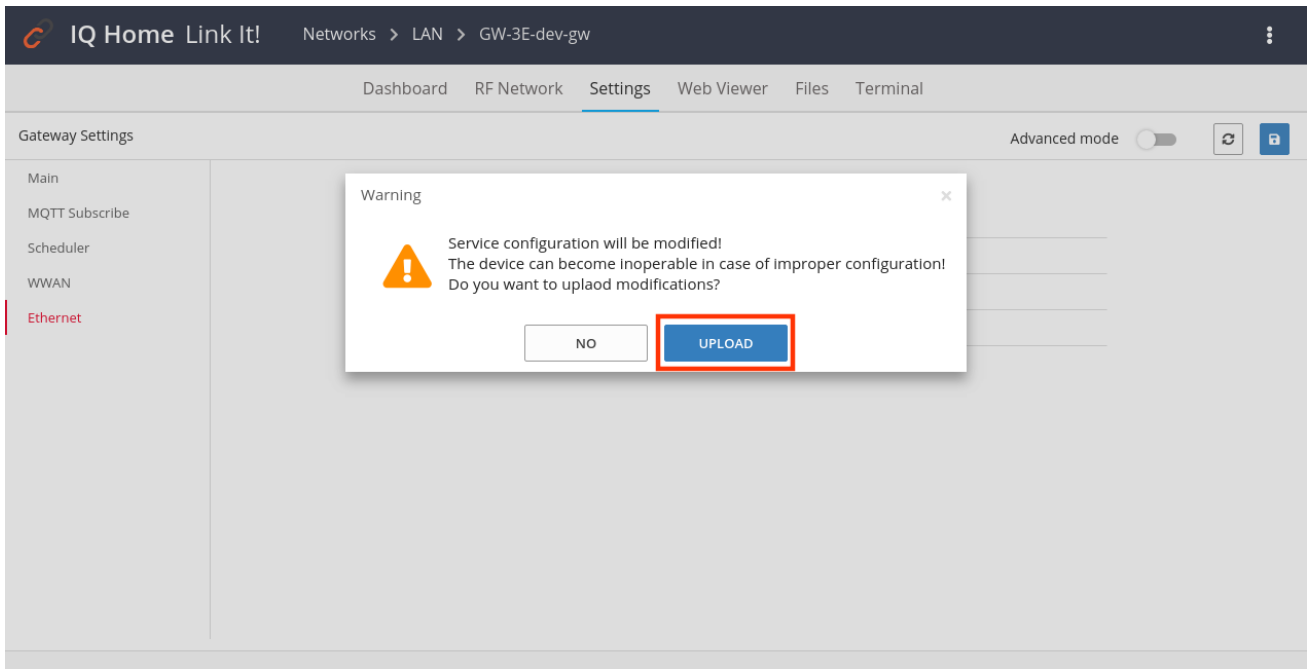 IQ Home Link It! Networks > LAN > GW-3E-dev-gw
Dashboard RF Network Settings Web Viewer Files Terminal
Gateway Settings Advanced mode
Main
MQTT Subscribe
Scheduler
WWAN
Ethernet
Warning ×
Service configuration will be modified!
The device can become inoperable in case of improper configuration!
Do you want to uplaod modifications?
NO UPLOAD